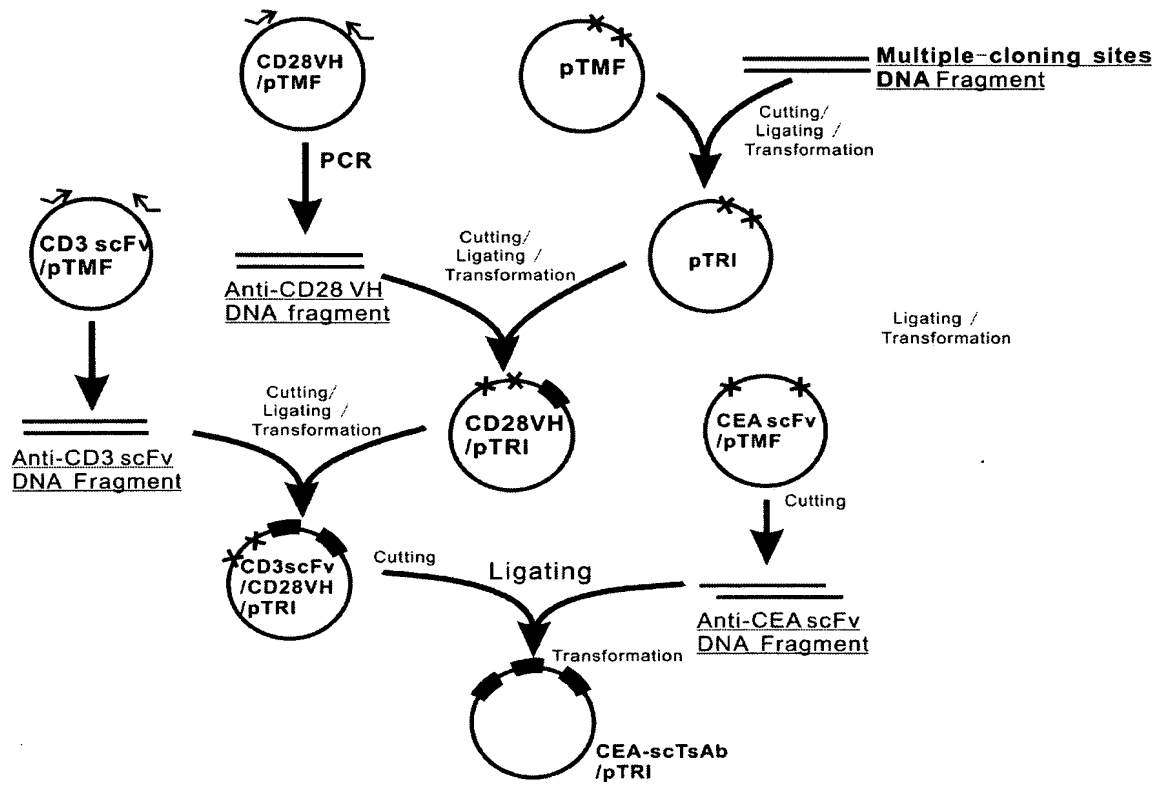 CD28VH
/pTMF
pTMF
Multiple-cloning sites
DNA Fragment
Cutting/
Ligating /
Transformation
PCR
CD3 scFv
/pTMF
Cutting/
Ligating /
Transformation
pTRI
Anti-CD28 VH
DNA fragment
Ligating /
Transformation
Cutting/
Ligating /
Transformation
CD28VH
/pTRI
CEA scFv
/pTMF
Anti-CD3 scFv
DNA Fragment
Cutting
CD3scFv
/CD28VH
/pTRI
Cutting
Ligating
Anti-CEA scFv
DNA Fragment
Transformation
CEA-scTsAb
/pTRI